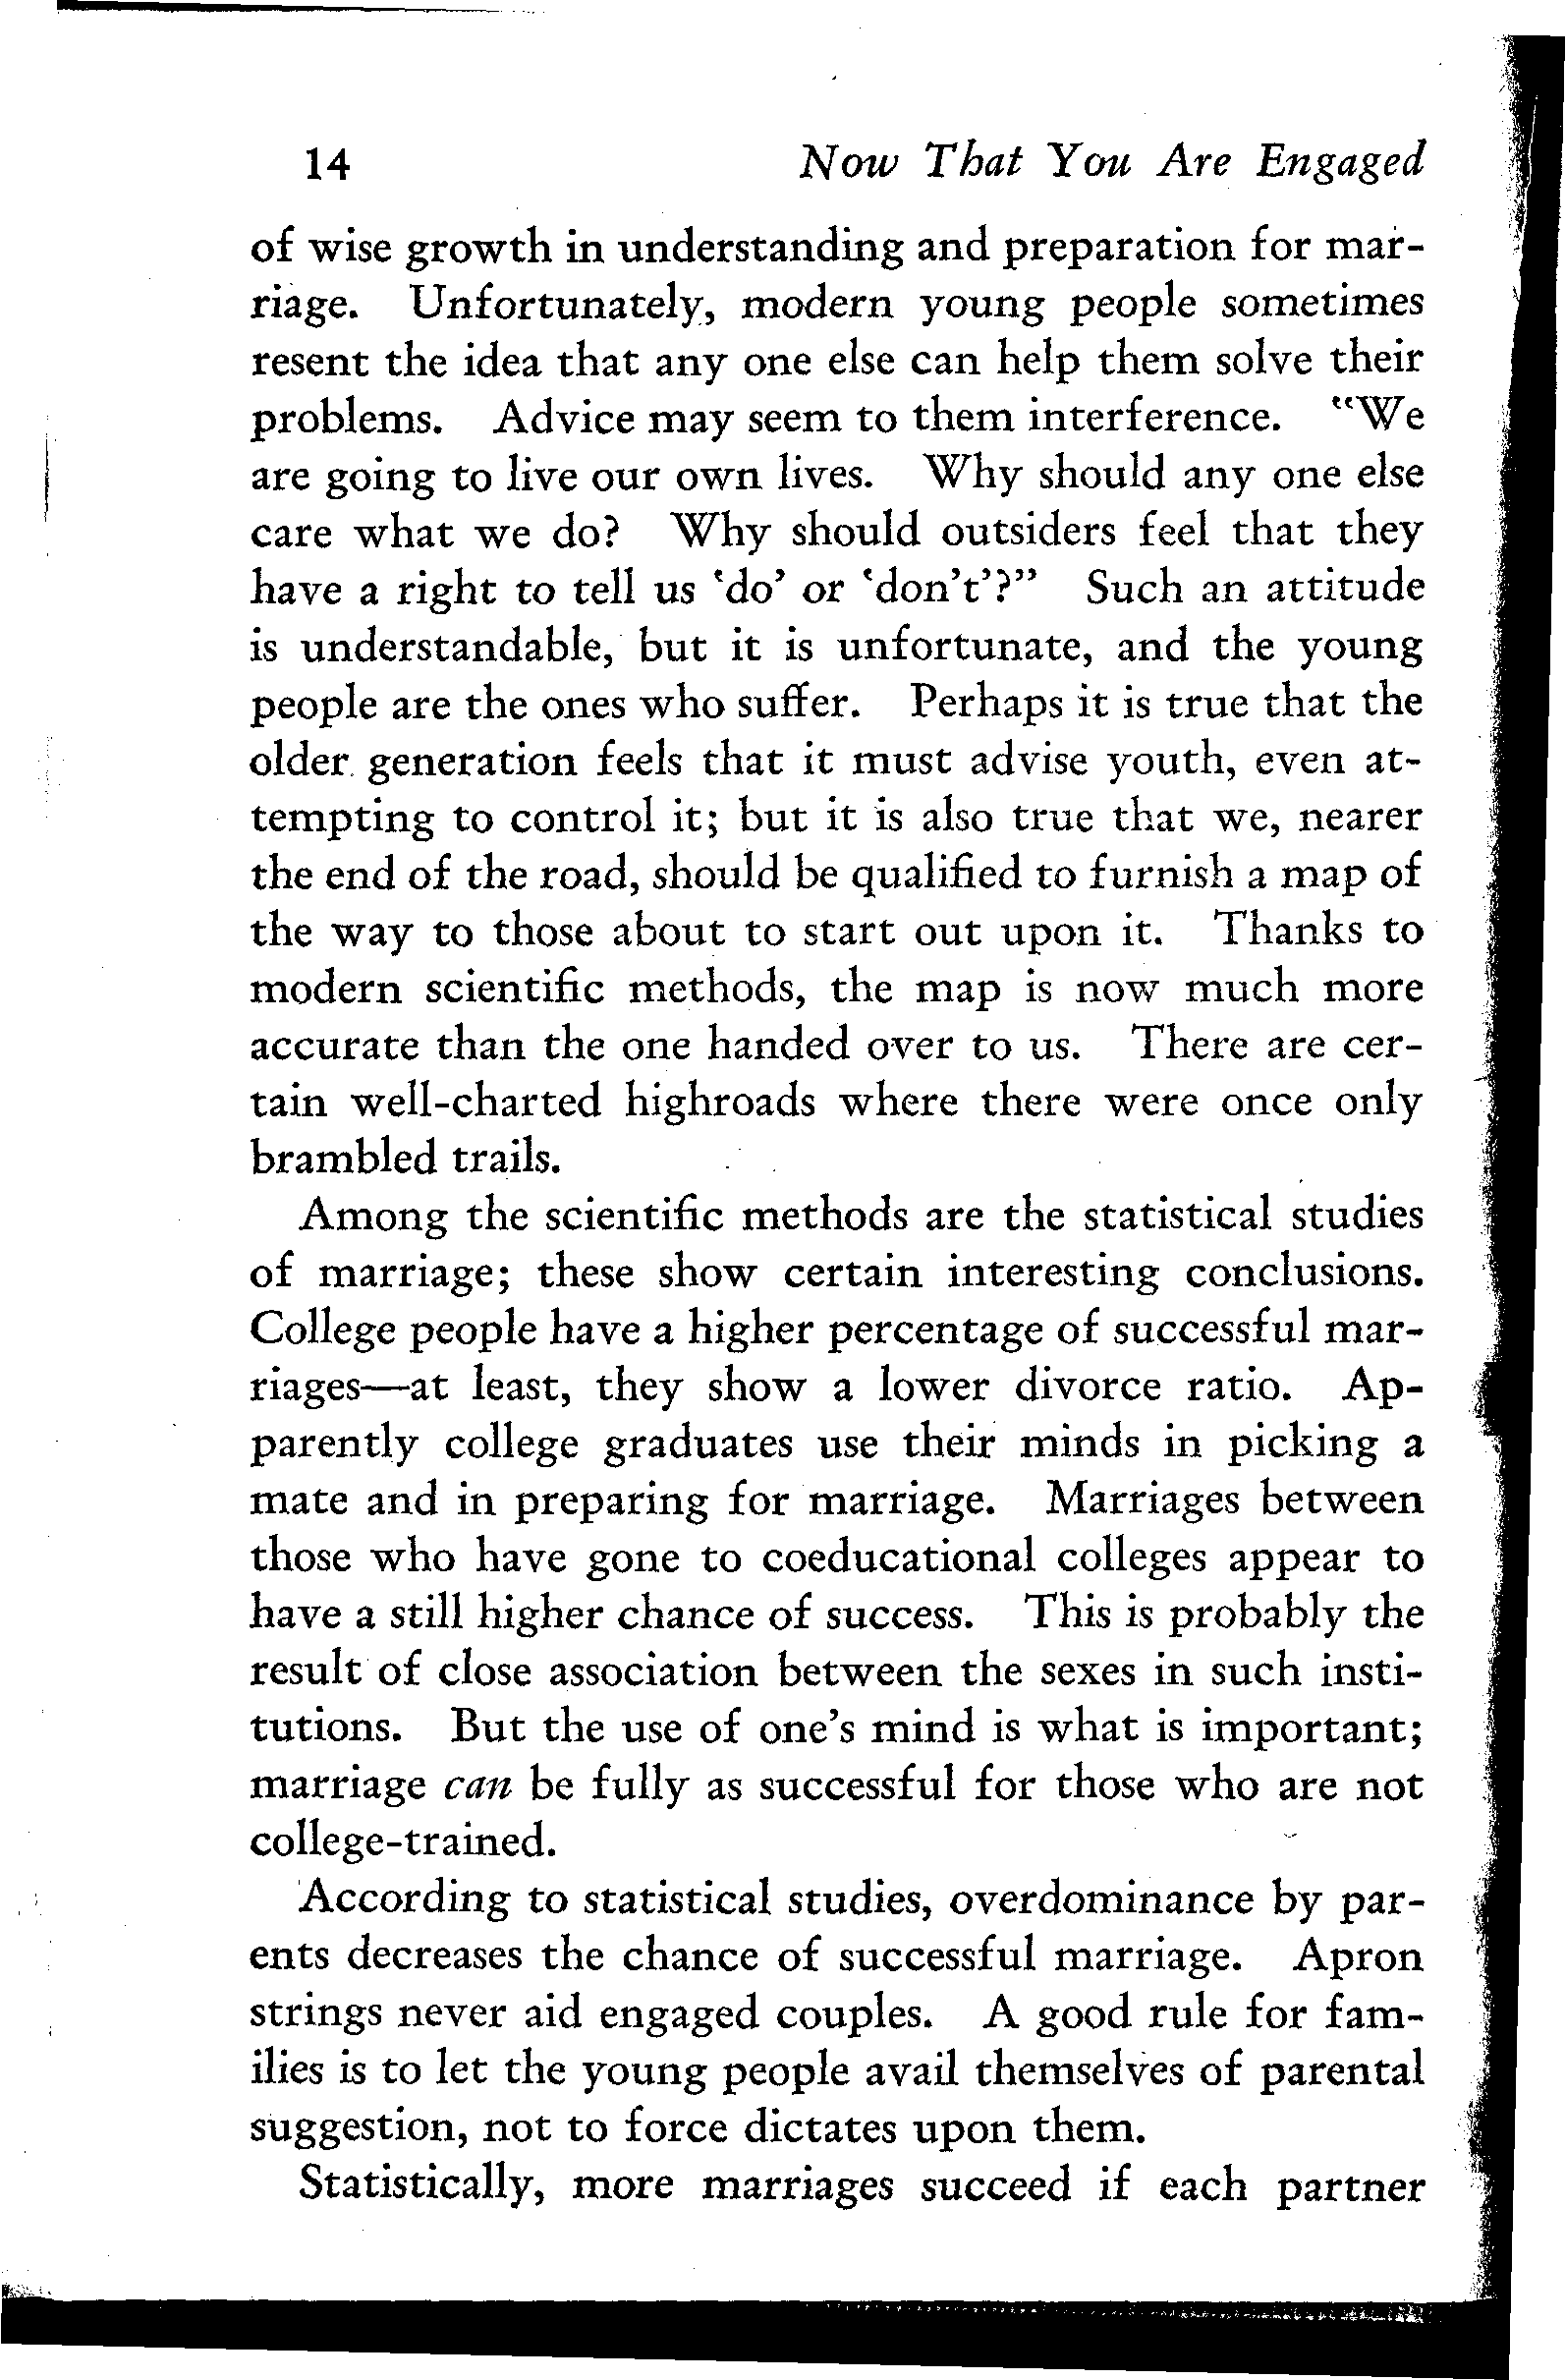 14 Now That You Are Engaged
of wise growth in understanding and preparation for mar-
riage. Unfortunately, modern young people sometimes
resent the idea that any one else can help them solve their
problems. Advice may seem to them interference. "We
are going to live our own lives. Why should any one else
care what we do? Why should outsiders feel that they
have a right to tell us 'do' or 'don't'?" Such an attitude
is understandable, but it is unfortunate, and the young
people are the ones who suffer. Perhaps it is true that the
older generation feels that it must advise youth, even at-
tempting to control it; but it is also true that we, nearer
the end of the road, should be qualified to furnish a map of
the way to those about to start out upon it. Thanks to
modern scientific methods, the map is now much more
accurate than the one handed over to us. There are cer-
tain well-charted highroads where there were once only
brambled trails.
Among the scientific methods are the statistical studies
of marriage; these show certain interesting conclusions.
College people have a higher percentage of successful mar-
riages—at least, they show a lower divorce ratio. Ap-
parently college graduates use their minds in picking a
mate and in preparing for marriage. Marriages between
those who have gone to coeducational colleges appear to
have a still higher chance of success. This is probably the
result of close association between the sexes in such insti-
tutions. But the use of one's mind is what is important;
marriage can be fully as successful for those who are not
college-trained.
According to statistical studies, overdominance by par-
ents decreases the chance of successful marriage. Apron
strings never aid engaged couples. A good rule for fam-
ilies is to let the young people avail themselves of parental
suggestion, not to force dictates upon them.
Statistically, more marriages succeed if each partner